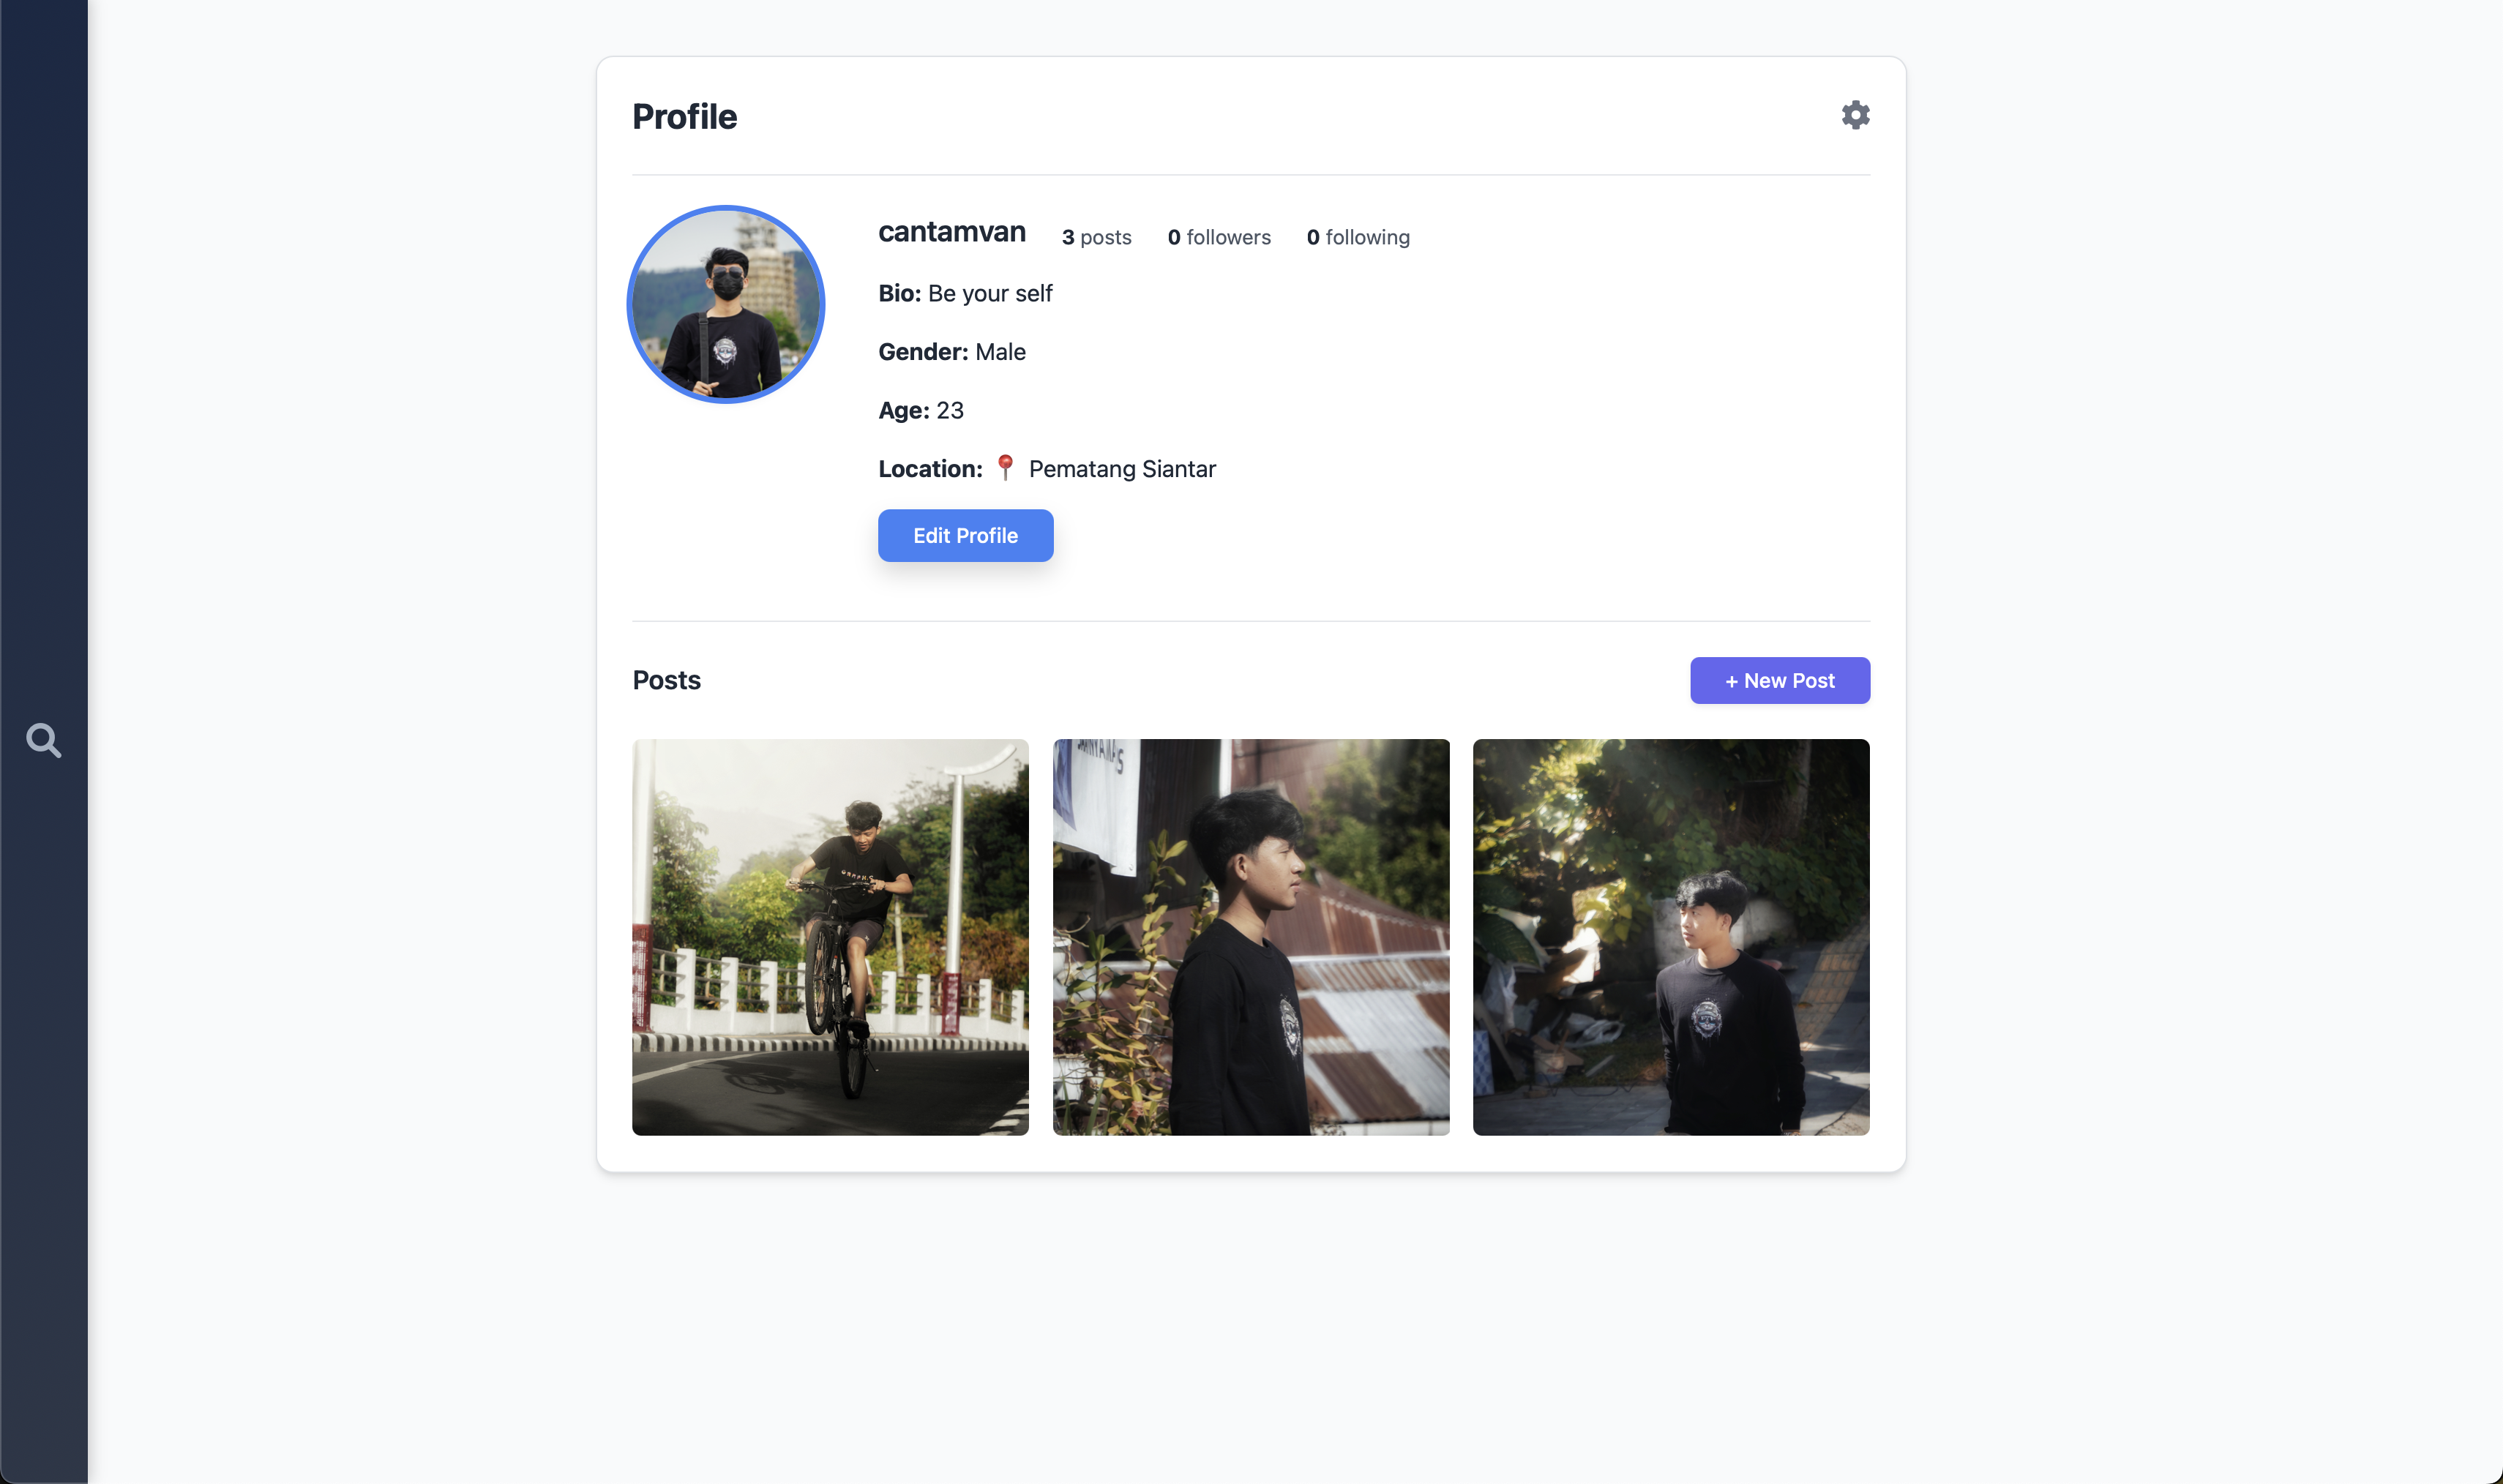 Profile
cantamvan 3 posts 0 followers 0 following
Bio: Be your self
Gender: Male
Age: 23
Location: 📍 Pematang Siantar
Edit Profile
Posts
+ New Post